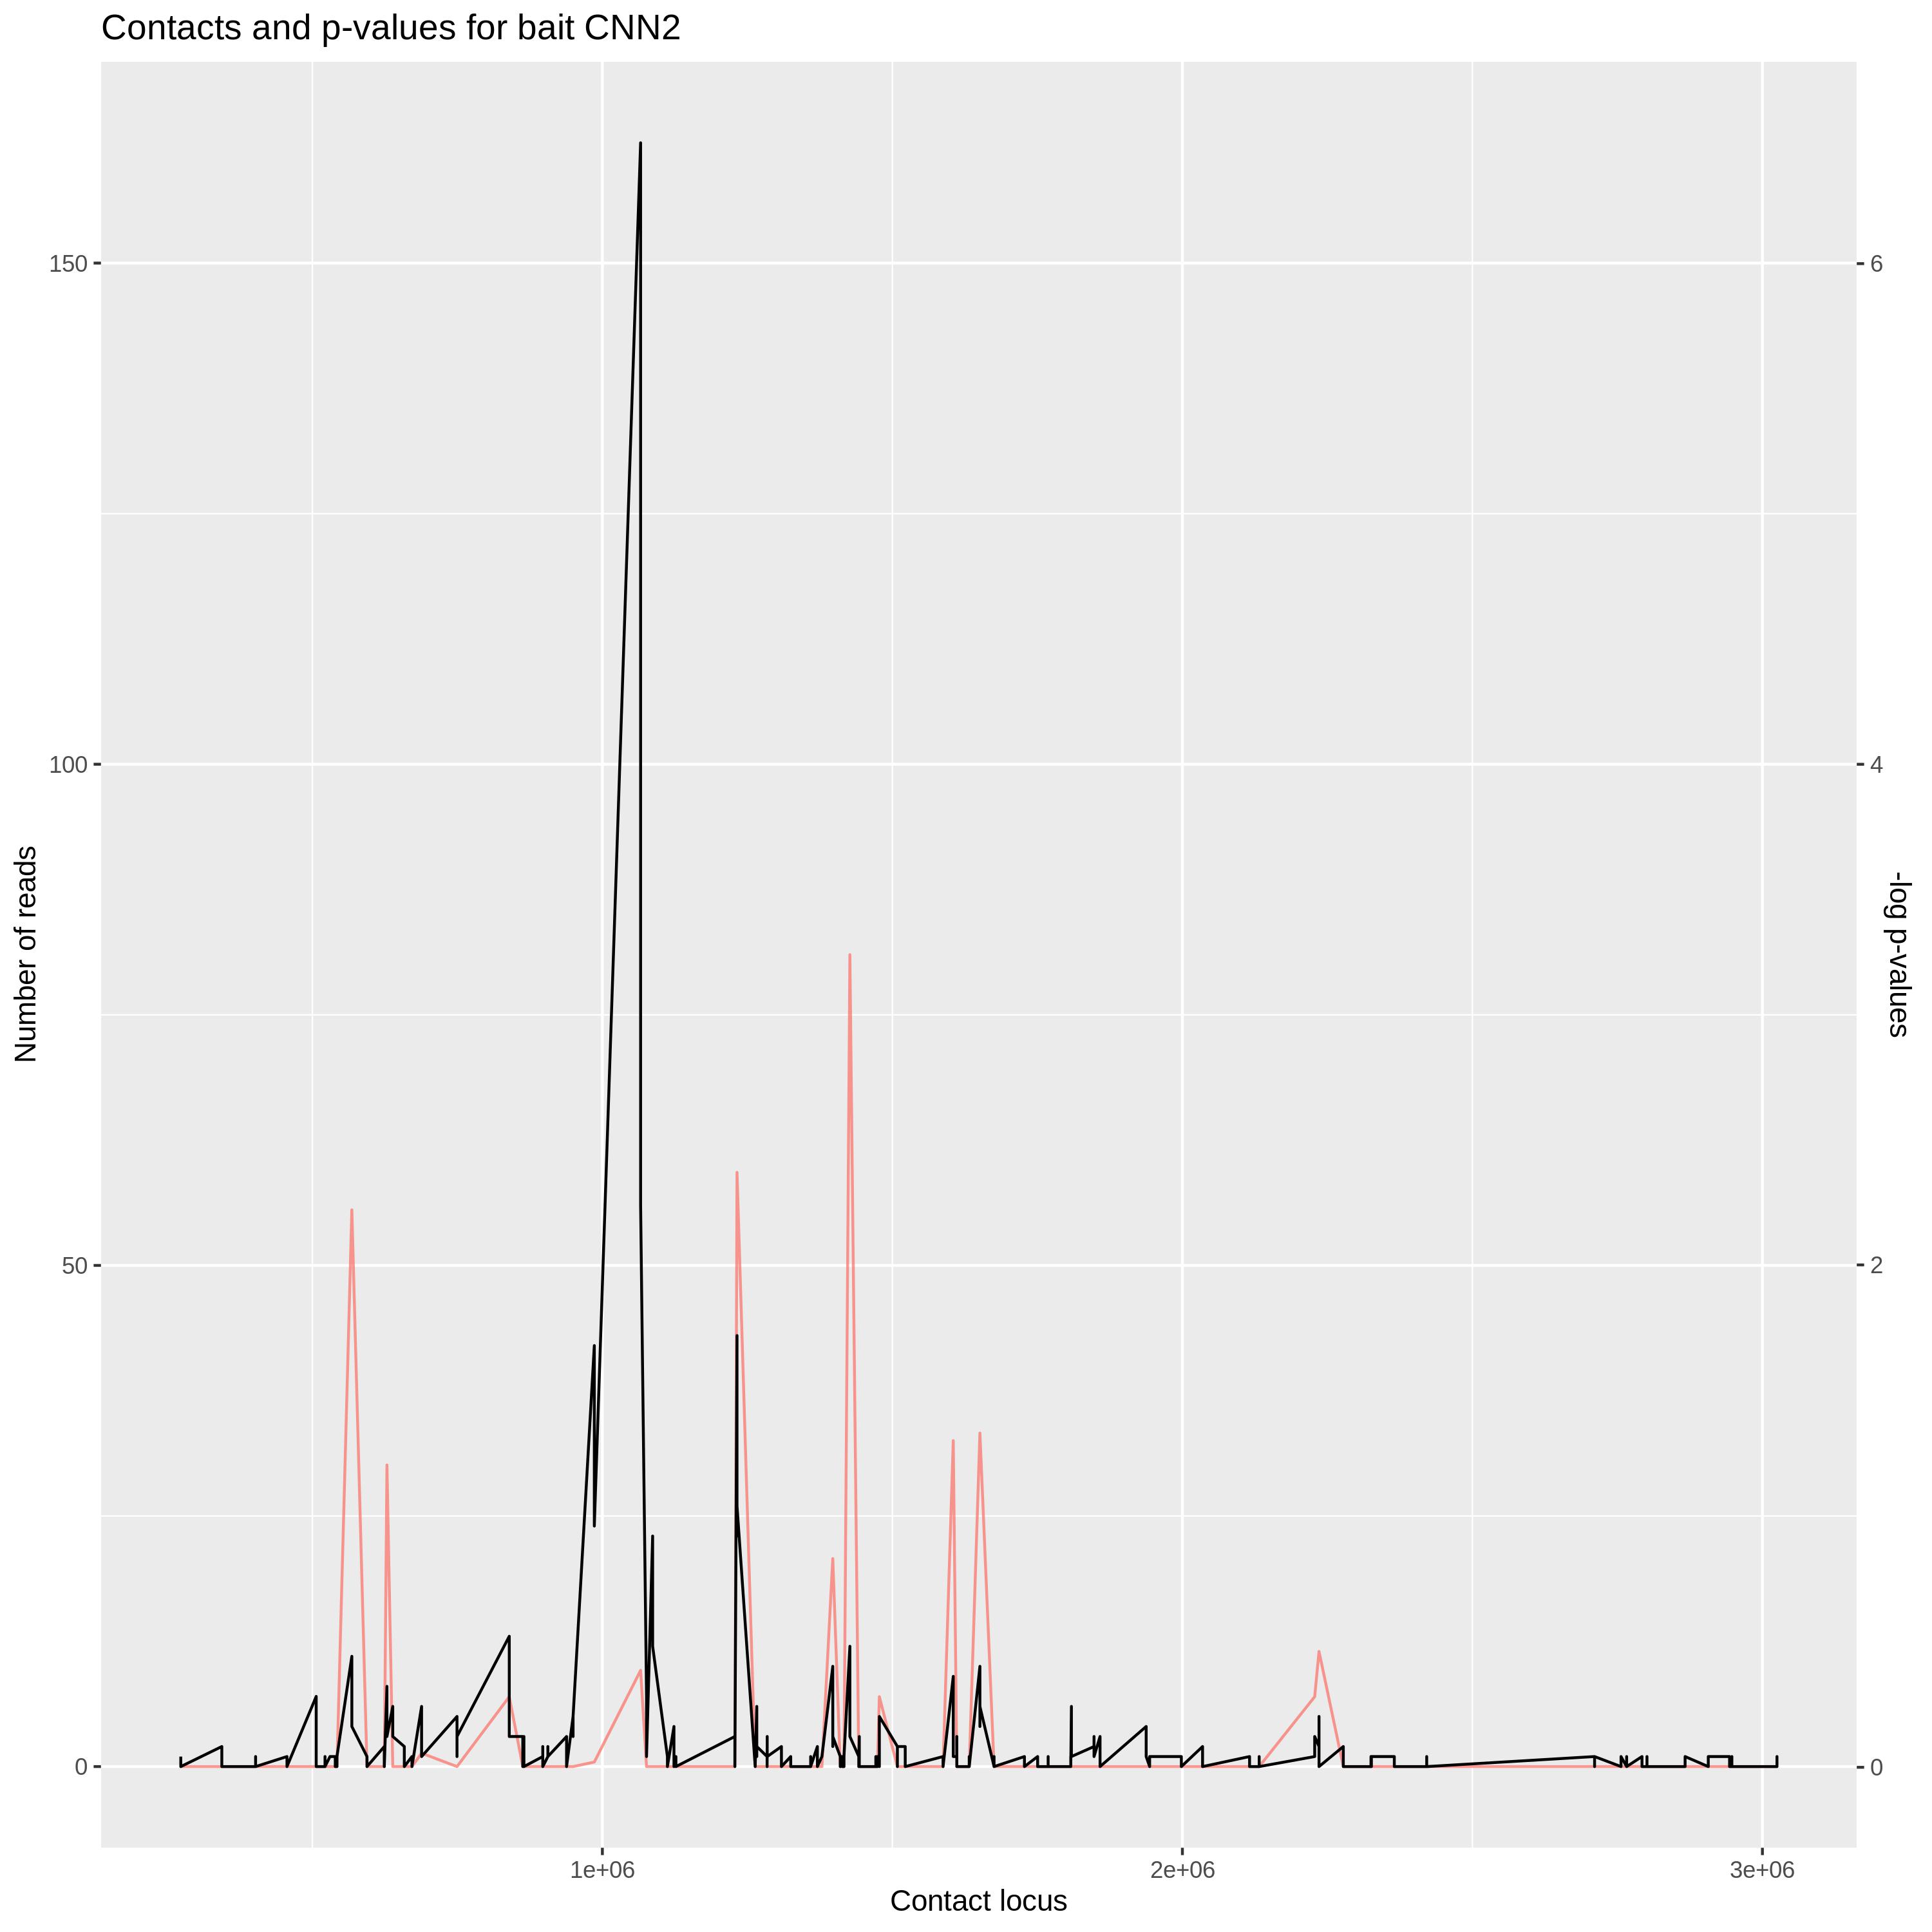 Contacts and p-values for bait CNN2
150
100
50
0
6
4
2
0
Number of reads
-log p-values
1e+06
2e+06
3e+06
Contact locus